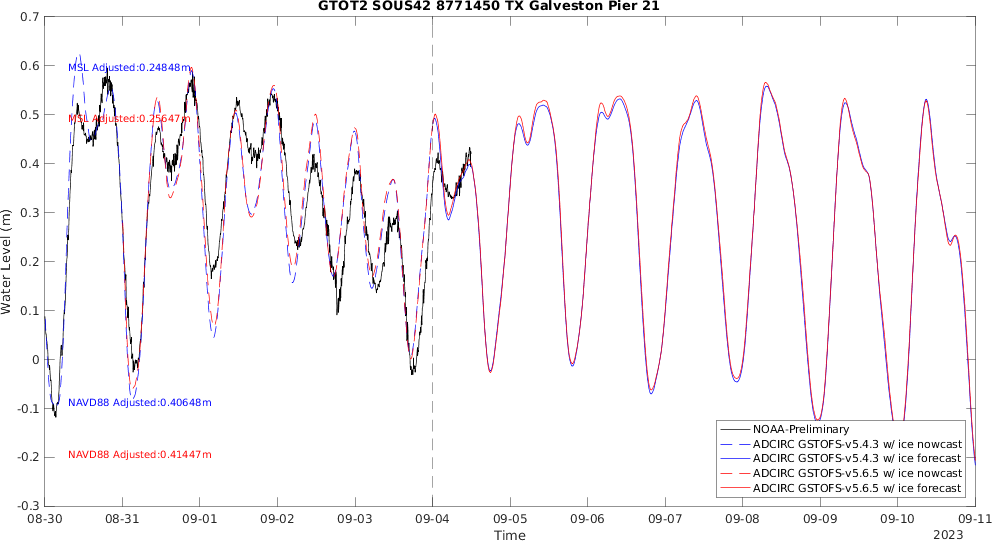 GTOT2 SOUS42 8771450 TX Galveston Pier 21
0.7
0.6
0.5
0.4
0.3
0.2
0.1
0
-0.1
-0.2
-0.3
Water Level (m)
MSL Adjusted:0.24848m
MSL Adjusted:0.25647m
NAVD88 Adjusted:0.40648m
NAVD88 Adjusted:0.41447m
NOAA-Preliminary
ADCIRC GSTOFS-v5.4.3 w/ ice nowcast
ADCIRC GSTOFS-v5.4.3 w/ ice forecast
ADCIRC GSTOFS-v5.6.5 w/ ice nowcast
ADCIRC GSTOFS-v5.6.5 w/ ice forecast
08-30 08-31 09-01 09-02 09-03 09-04 09-05 09-06 09-07 09-08 09-09 09-10 09-11
Time
2023